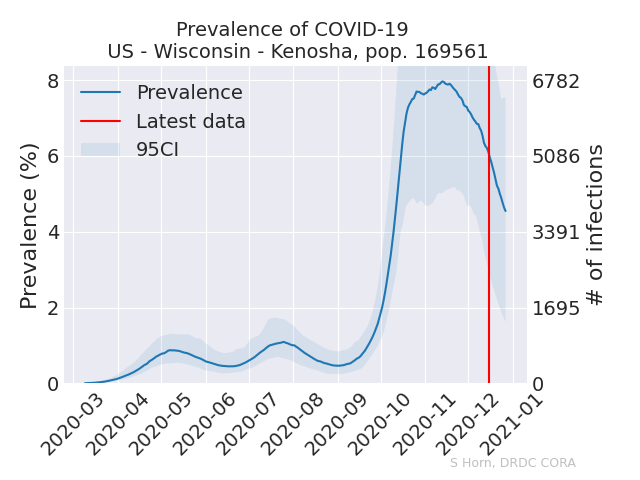 Prevalence of COVID-19
US - Wisconsin - Kenosha, pop. 169561
Prevalence (%)
8
6
4
2
0
Prevalence
Latest data
95CI
6782
5086
3391
1695
0
# of infections
2020-03
2020-04
2020-05
2020-06
2020-07
2020-08
2020-09
2020-10
2020-11
2020-12
2021-01
S Horn, DRDC CORA